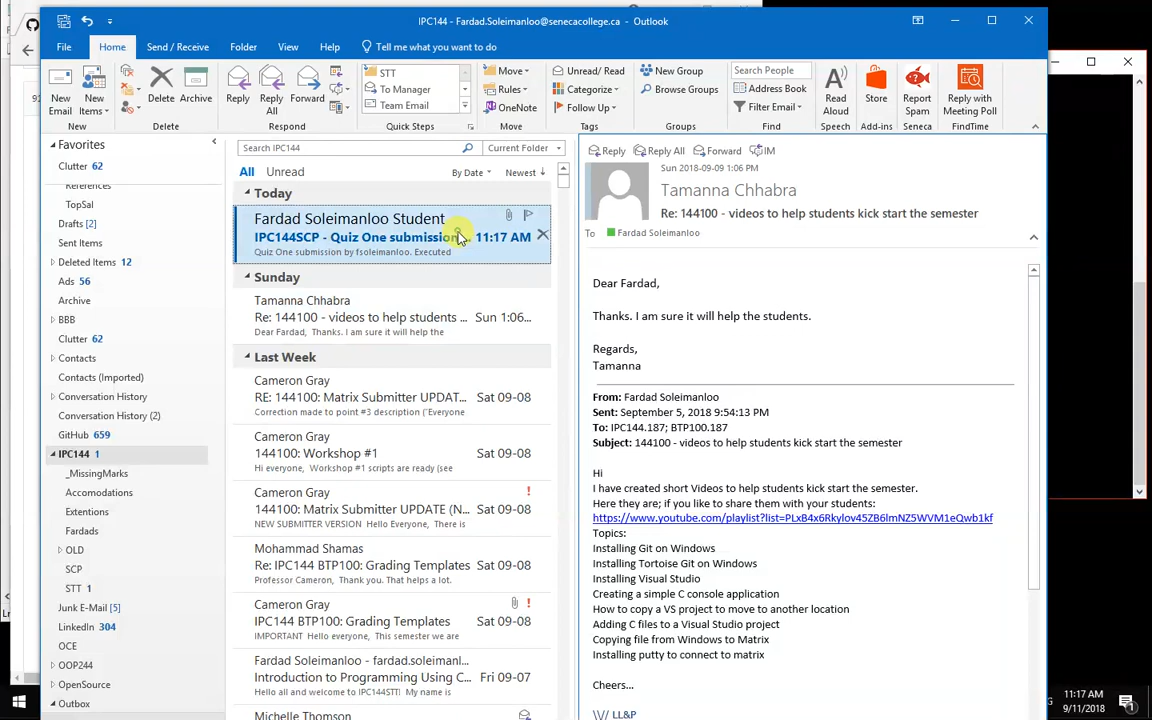 IPC144 - Fardad.Soleimanloo@senecacollege.ca - Outlook
File Home Send / Receive Folder View Help Tell me what you want to do
New Email
New Items
Delete
Archive
Reply
Reply All
Forward
STT
To Manager
Team Email
Move
Rules
OneNote
Unread/ Read
Categorize
Follow Up
New Group
Browse Groups
Search People
Address Book
Filter Email
Read Aloud
Store
Report Spam
Reply with Meeting Poll
New Delete Respond Quick Steps Move Tags Groups Find Speech Add-ins Seneca FindTime
Favorites
Clutter 62
References
TopSal
Drafts [2]
Sent Items
Deleted Items 12
Ads 56
Archive
BBB
Clutter 62
Contacts
Contacts (Imported)
Conversation History
Conversation History (2)
GitHub 659
IPC144 1
_MissingMarks
Accomodations
Extensions
Fardads
OLD
SCP
STT 1
Junk E-Mail [5]
LinkedIn 304
OCE
OOP244
OpenSource
Outbox
Search IPC144 Current Folder
All Unread By Date Newest
Today
Fardad Soleimanloo Student
IPC144SCP - Quiz One submission... 11:17 AM
Quiz One submission by fsoleimanloo. Executed
Sunday
Tamanna Chhabra
Re: 144100 - videos to help students ... Sun 1:06...
Dear Fardad, Thanks. I am sure it will help the
Last Week
Cameron Gray
RE: 144100: Matrix Submitter UPDAT... Sat 09-08
Correction made to point #3 description ('Everyone
Cameron Gray
144100: Workshop #1 Sat 09-08
Hi everyone, Workshop #1 scripts are ready (see
Cameron Gray
144100: Matrix Submitter UPDATE (N... Sat 09-08
NEW SUBMITTER VERSION Hello Everyone, There is
Mohammad Shamas
Re: IPC144 BTP100: Grading Templates Sat 09-08
Professor Cameron, Thank you. That helps a lot.
Cameron Gray
IPC144 BTP100: Grading Templates Sat 09-08
IMPORTANT Hello everyone, This semester we are
Fardad Soleimanloo - fardad.soleimanl...
Introduction to Programming Using C... Fri 09-07
Hello all and welcome to IPC144STT! My name is
Michelle Thomson
Reply Reply All Forward IM
Sun 2018-09-09 1:06 PM
Tamanna Chhabra
Re: 144100 - videos to help students kick start the semester
To Fardad Soleimanloo
Dear Fardad,
Thanks. I am sure it will help the students.
Regards,
Tamanna
From: Fardad Soleimanloo
Sent: September 5, 2018 9:54:13 PM
To: IPC144.187; BTP100.187
Subject: 144100 - videos to help students kick start the semester
Hi
I have created short Videos to help students kick start the semester.
Here they are; if you like to share them with your students:
https://www.youtube.com/playlist?list=PLxB4x6Rkylov45ZB6lmNZ5WVM1eQwb1kf
Topics:
Installing Git on Windows
Installing Tortoise Git on Windows
Installing Visual Studio
Creating a simple C console application
How to copy a VS project to move to another location
Adding C files to a Visual Studio project
Copying file from Windows to Matrix
Installing putty to connect to matrix
Cheers...
\\// LL&P
11:17 AM
9/11/2018